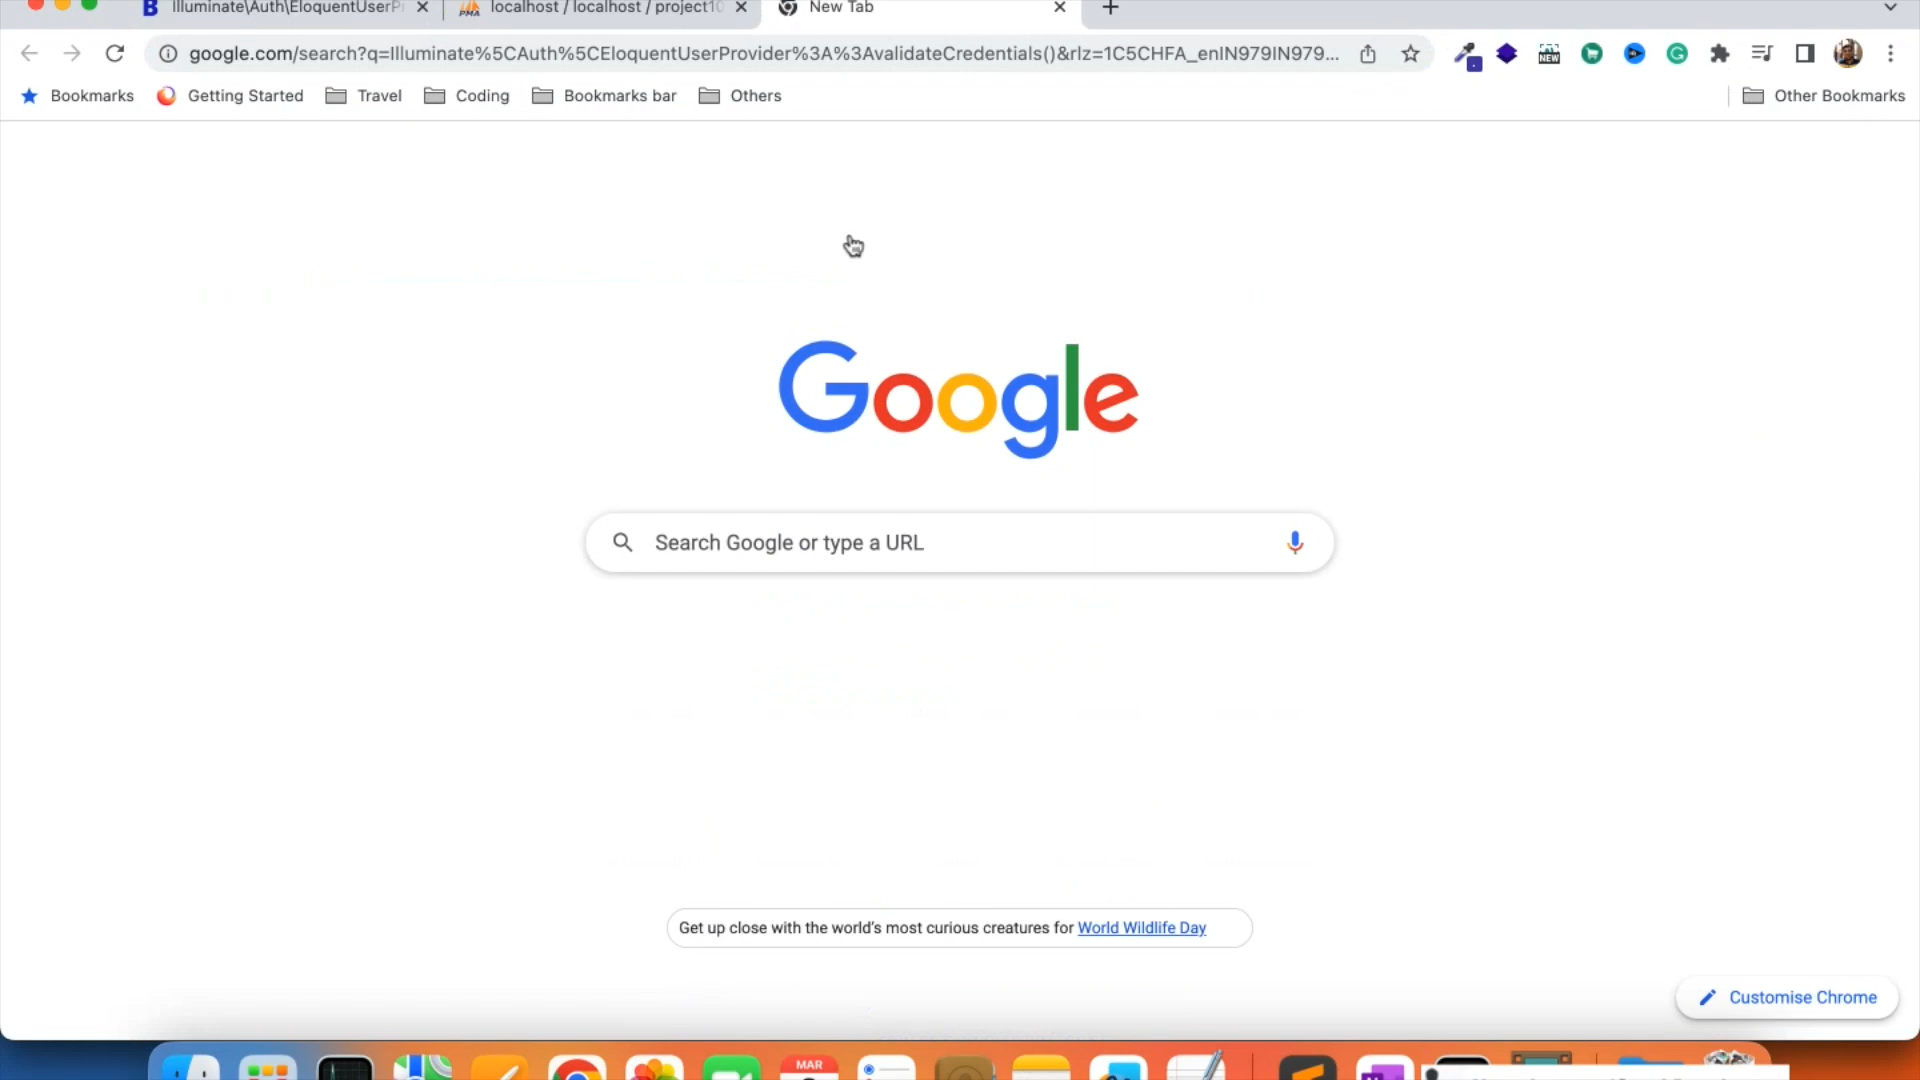 Illuminate\Auth\EloquentUserP
localhost / localhost / project10
New Tab
google.com/search?q=Illuminate%5CAuth%5CEloquentUserProvider%3A%3AvalidateCredentials()&rlz=1C5CHFA_enIN979IN979...
NEW
Bookmarks
Getting Started
Travel
Coding
Bookmarks bar
Others
Other Bookmarks
Google
Search Google or type a URL
Get up close with the world's most curious creatures for World Wildlife Day
Customise Chrome
MAR